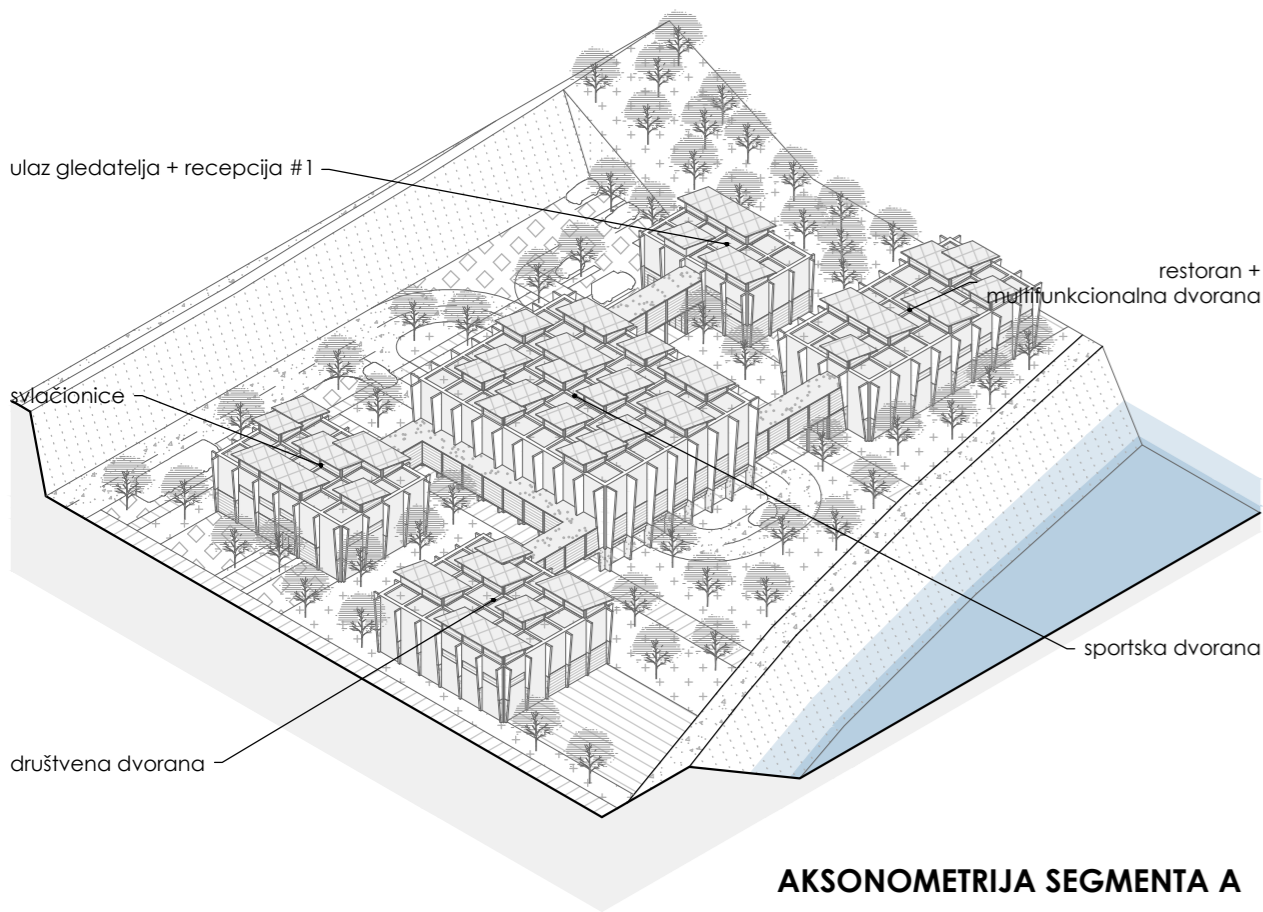 ulaz gledatelja + recepcija #1
restoran +
multifunkcionalna dvorana
svlačionice
sportska dvorana
društvena dvorana
AKSONOMETRIJA SEGMENTA A